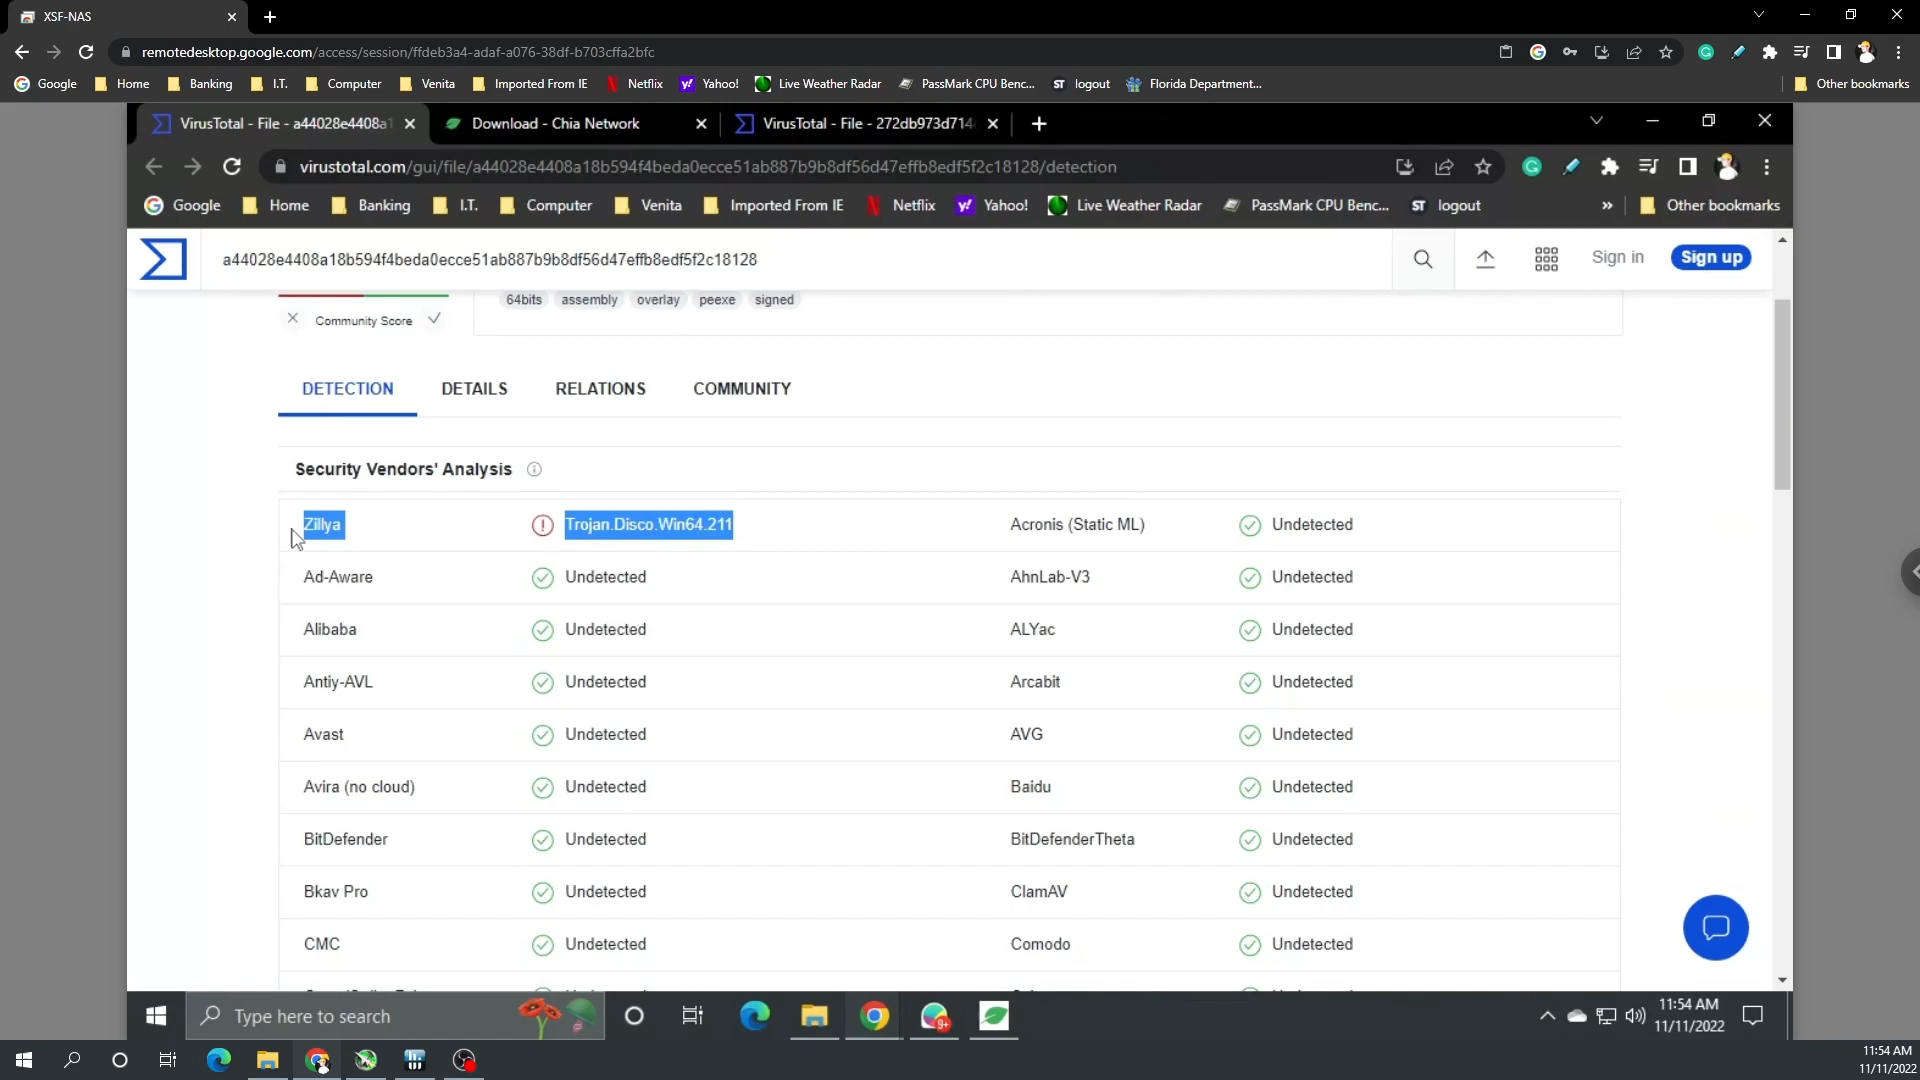 XSF-NAS
remotedesktop.google.com/access/session/ffdeb3a4-adaf-a076-38df-b703cffa2bfc
Google Home Banking I.T. Computer Venita Imported From IE Netflix Yahoo! Live Weather Radar PassMark CPU Benc... ST logout Florida Department... Other bookmarks
VirusTotal - File - a44028e4408a1 Download - Chia Network VirusTotal - File - 272db973d714
virustotal.com/gui/file/a44028e4408a18b594f4beda0ecce51ab887b9b8df56d47effb8edf5f2c18128/detection
Google Home Banking I.T. Computer Venita Imported From IE Netflix Yahoo! Live Weather Radar PassMark CPU Benc... ST logout » Other bookmarks
a44028e4408a18b594f4beda0ecce51ab887b9b8df56d47effb8edf5f2c18128 Sign in Sign up
64bits assembly overlay peexe signed
Community Score
DETECTION DETAILS RELATIONS COMMUNITY
Security Vendors' Analysis
Zillya Trojan.Disco.Win64.211 Acronis (Static ML) Undetected
Ad-Aware Undetected AhnLab-V3 Undetected
Alibaba Undetected ALYac Undetected
Antiy-AVL Undetected Arcabit Undetected
Avast Undetected AVG Undetected
Avira (no cloud) Undetected Baidu Undetected
BitDefender Undetected BitDefenderTheta Undetected
Bkav Pro Undetected ClamAV Undetected
CMC Undetected Comodo Undetected
Type here to search 9+ 11:54 AM
11/11/2022
11:54 AM
11/11/2022